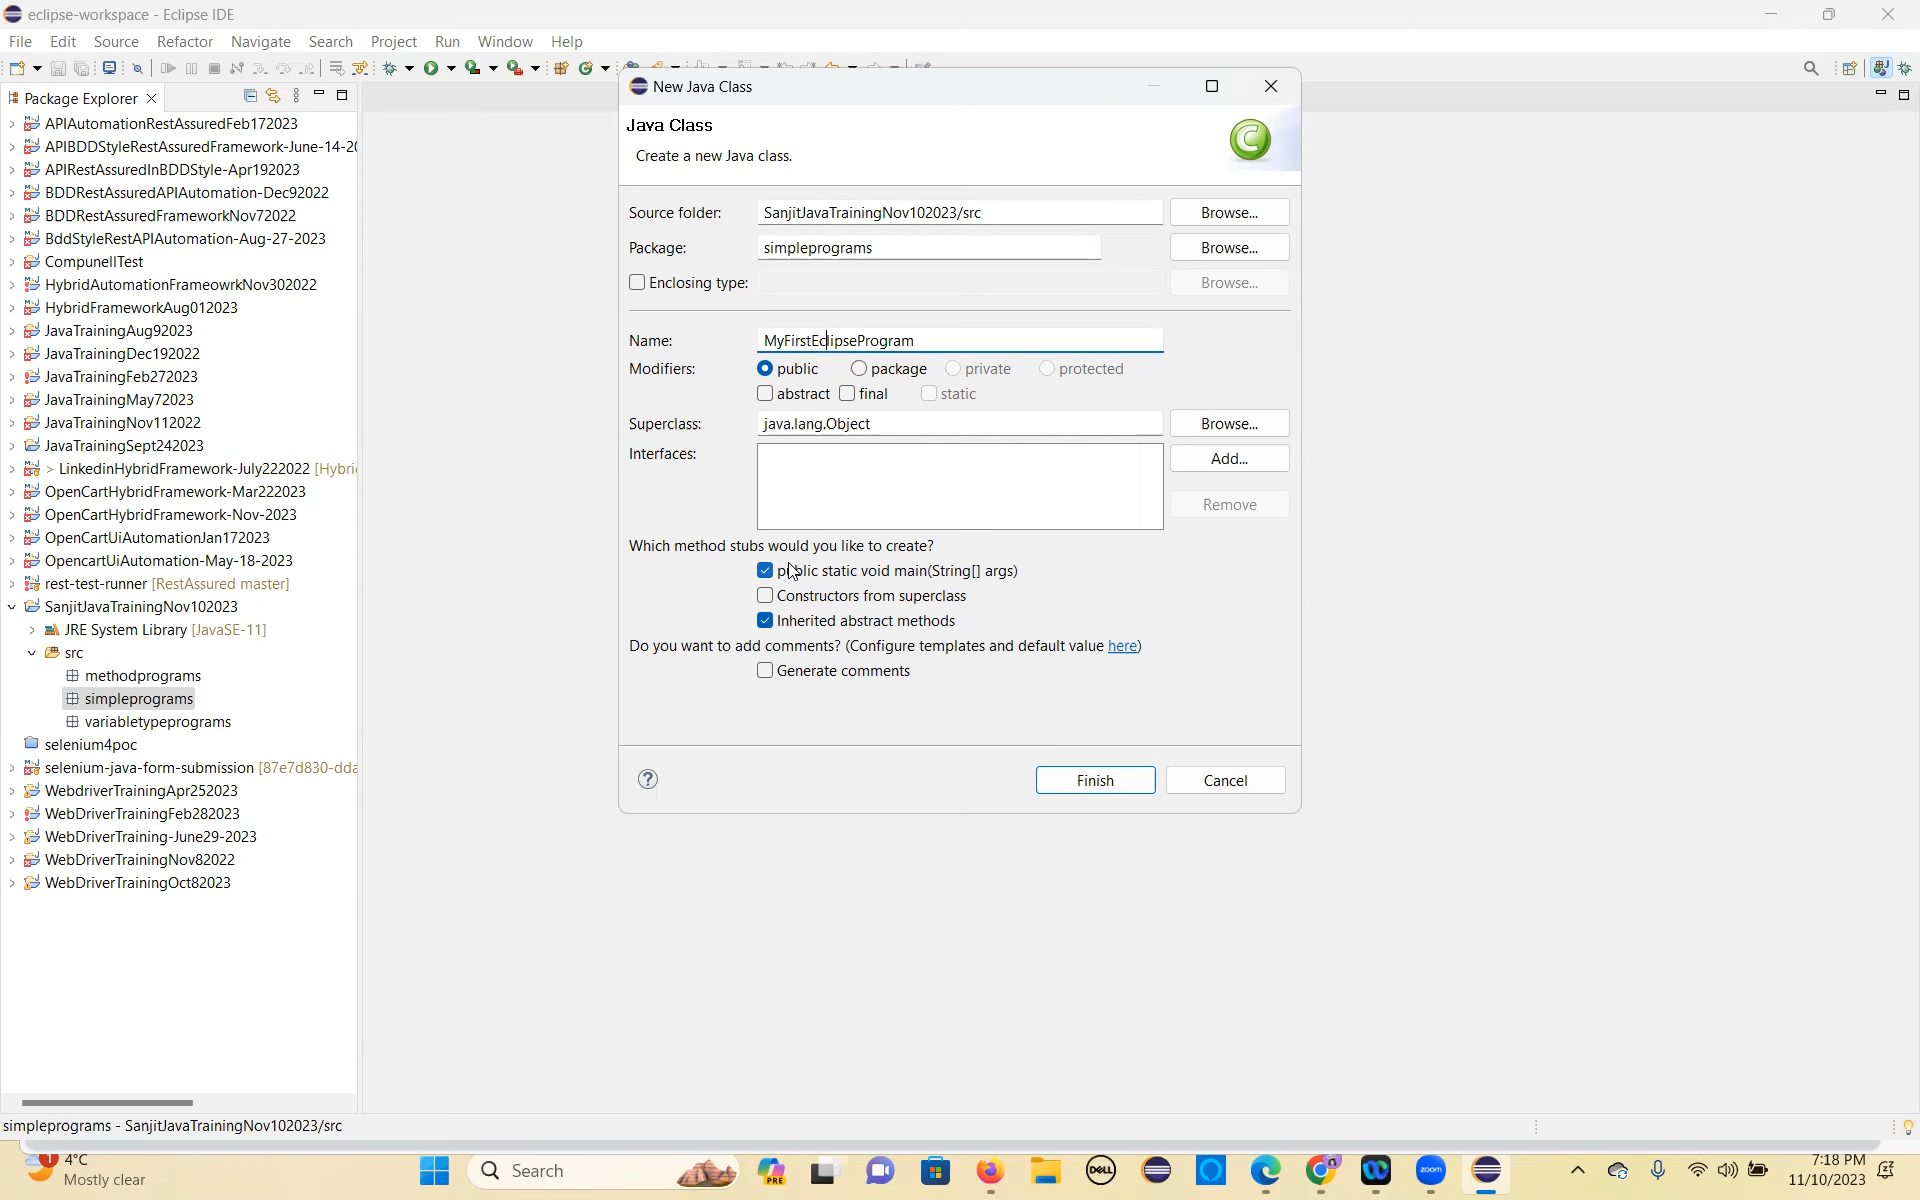 eclipse-workspace - Eclipse IDE
File Edit Source Refactor Navigate Search Project Run Window Help
Package Explorer
APIAutomationRestAssuredFeb172023
APIBDDStyleRestAssuredFramework-June-14-20
APIRestAssuredInBDDStyle-Apr192023
BDDRestAssuredAPIAutomation-Dec92022
BDDRestAssuredFrameworkNov72022
BddStyleRestAPIAutomation-Aug-27-2023
CompunellTest
HybridAutomationFrameowrkNov302022
HybridFrameworkAug012023
JavaTrainingAug92023
JavaTrainingDec192022
JavaTrainingFeb272023
JavaTrainingMay72023
JavaTrainingNov112022
JavaTrainingSept242023
> LinkedinHybridFramework-July222022 [Hybri
OpenCartHybridFramework-Mar222023
OpenCartHybridFramework-Nov-2023
OpenCartUiAutomationJan172023
OpencartUiAutomation-May-18-2023
rest-test-runner [RestAssured master]
SanjitJavaTrainingNov102023
JRE System Library [JavaSE-11]
src
methodprograms
simpleprograms
variabletypeprograms
selenium4poc
selenium-java-form-submission [87e7d830-dda
WebdriverTrainingApr252023
WebDriverTrainingFeb282023
WebDriverTraining-June29-2023
WebDriverTrainingNov82022
WebDriverTrainingOct82023
New Java Class
Java Class
Create a new Java class.
Source folder: SanjitJavaTrainingNov102023/src Browse...
Package: simpleprograms Browse...
Enclosing type: Browse...
Name: MyFirstEclipseProgram
Modifiers: public package private protected
abstract final static
Superclass: java.lang.Object Browse...
Interfaces: Add...
Remove
Which method stubs would you like to create?
public static void main(String[] args)
Constructors from superclass
Inherited abstract methods
Do you want to add comments? (Configure templates and default value here)
Generate comments
Finish Cancel
simpleprograms - SanjitJavaTrainingNov102023/src
1
4°C
Mostly clear
Search
PRE
DELL
zoom
7:18 PM
11/10/2023